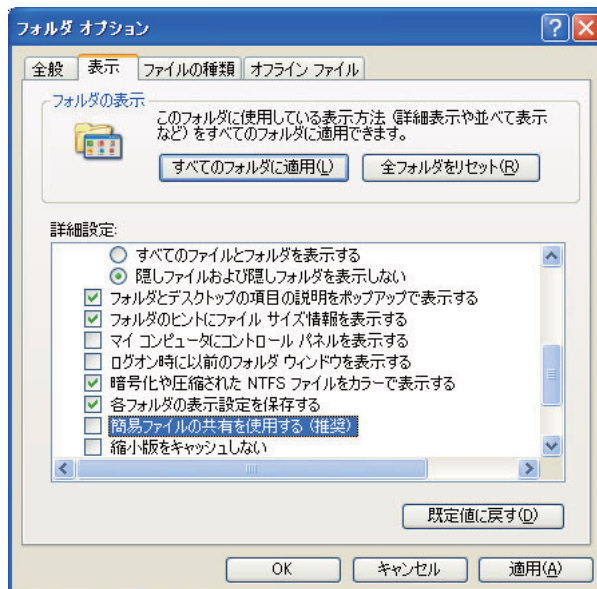 フォルダ オプション
全般
表示
ファイルの種類
オフライン ファイル
フォルダの表示
このフォルダに使用している表示方法 (詳細表示や並べて表示
など) をすべてのフォルダに適用できます。
すべてのフォルダに適用(L)
全フォルダをリセット(R)
詳細設定:
すべてのファイルとフォルダを表示する
隠しファイルおよび隠しフォルダを表示しない
フォルダとデスクトップの項目の説明をポップアップで表示する
フォルダのヒントにファイル サイズ情報を表示する
マイ コンピュータにコントロール パネルを表示する
ログオン時に以前のフォルダ ウィンドウを表示する
暗号化や圧縮された NTFS ファイルをカラーで表示する
各フォルダの表示設定を保存する
簡易ファイルの共有を使用する (推奨)
縮小版をキャッシュしない
既定値に戻す(D)
OK
キャンセル
適用(A)